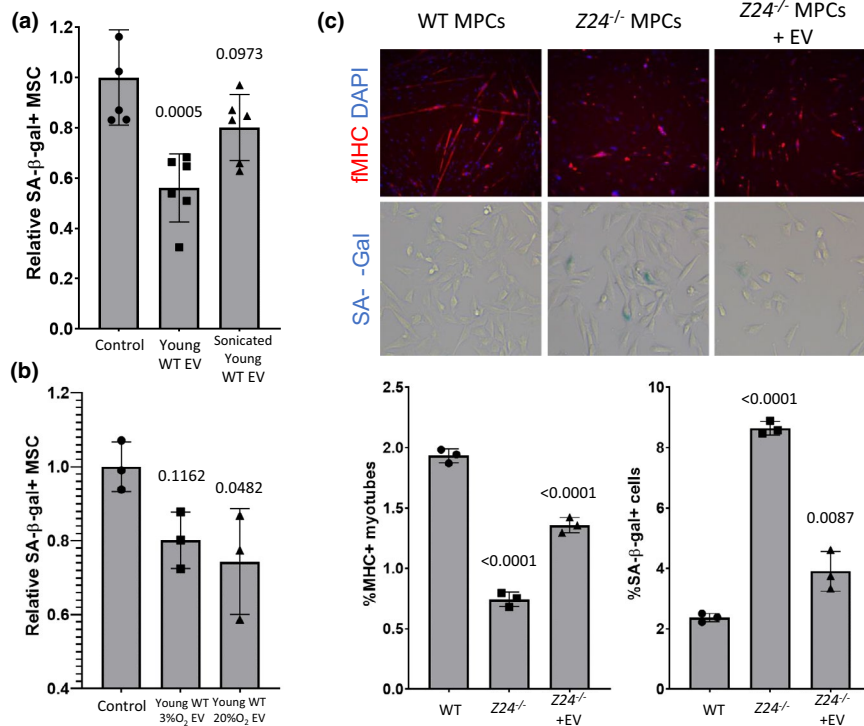 (a)
Relative SA-β-gal+ MSC
1.2
1.0
0.8
0.6
0.4
0.2
0.0
0.0005
0.0973
Control
Young
WT EV
Sonicated
Young
WT EV
(b)
Relative SA-β-gal+ MSC
1.2
1.0
0.8
0.6
0.4
0.1162
0.0482
Control
Young WT
3%O₂ EV
Young WT
20%O₂ EV
(c)
WT MPCs
Z24⁻/⁻ MPCs
Z24⁻/⁻ MPCs
+ EV
fMHC DAPI
SA- -Gal
%MHC+ myotubes
2.5
2.0
1.5
1.0
0.5
0.0
<0.0001
<0.0001
WT
Z24⁻/⁻
Z24⁻/⁻
+EV
%SA-β-gal+ cells
10
8
6
4
2
0
<0.0001
0.0087
WT
Z24⁻/⁻
Z24⁻/⁻
+EV